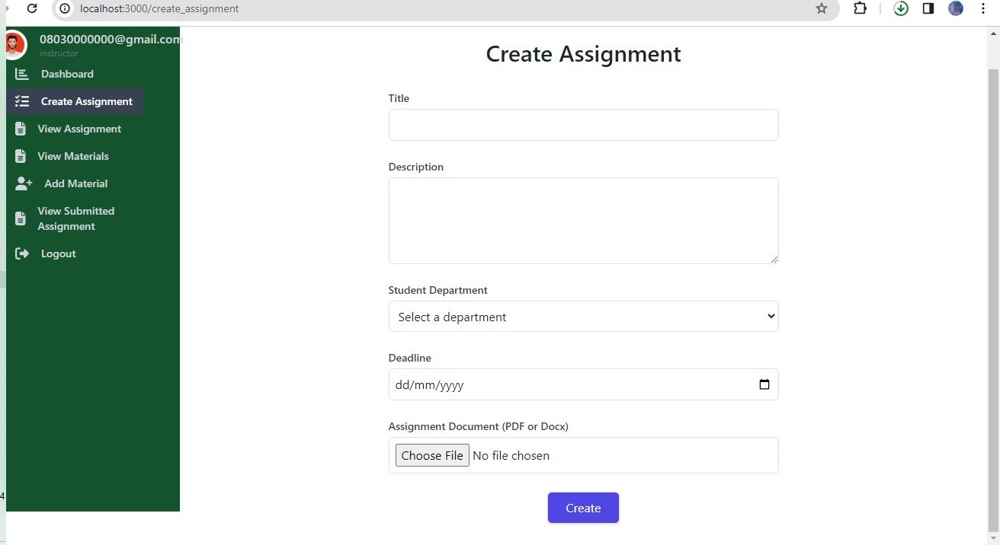 localhost:3000/create_assignment
08030000000@gmail.com
instructor
Dashboard
Create Assignment
View Assignment
View Materials
Add Material
View Submitted
Assignment
Logout
4
Create Assignment
Title
Description
Student Department
Select a department
Deadline
dd/mm/yyyy
Assignment Document (PDF or Docx)
Choose File No file chosen
Create